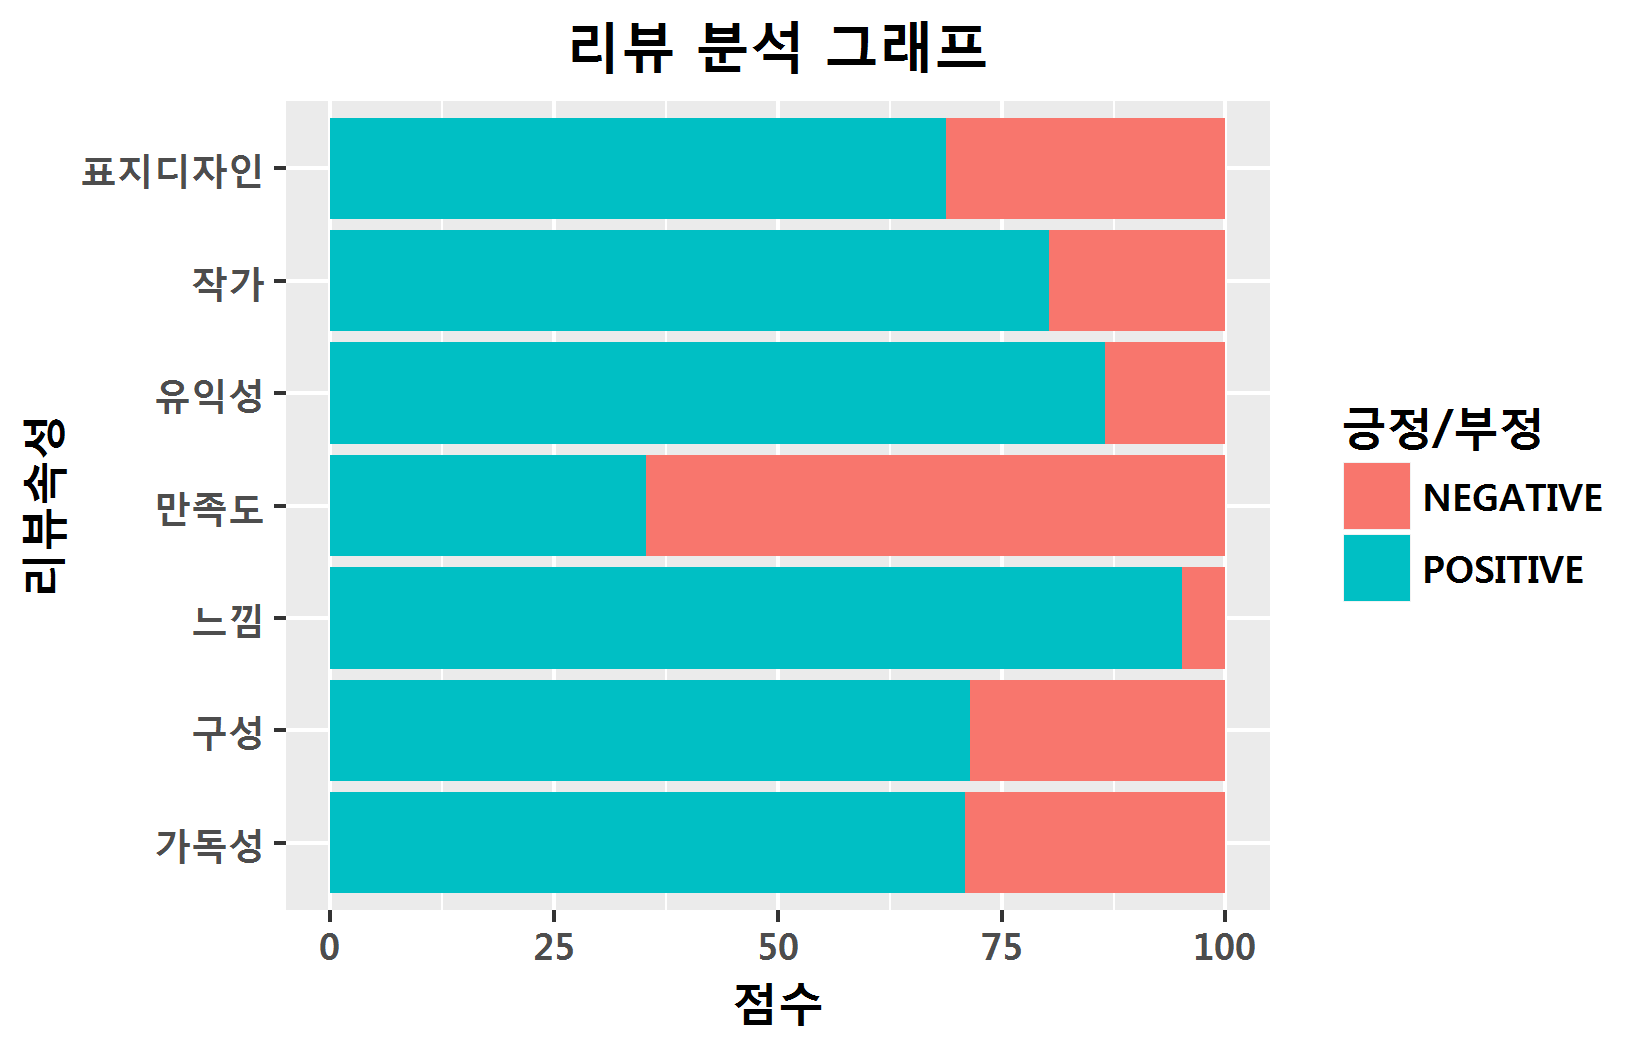 리뷰 분석 그래프
리뷰속성
표지디자인
작가
유익성
만족도
느낌
구성
가독성
0 25 50 75 100
점수
긍정/부정
NEGATIVE
POSITIVE